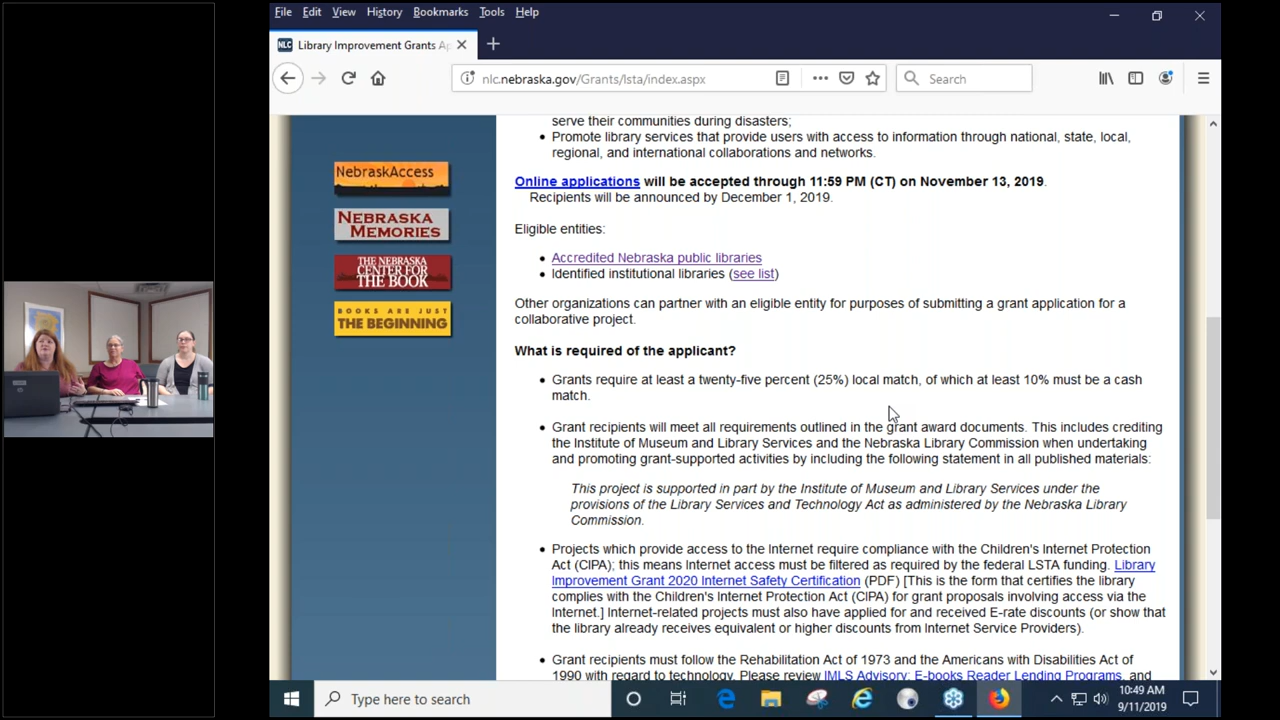 File Edit View History Bookmarks Tools Help
NLC Library Improvement Grants Ap
nlc.nebraska.gov/Grants/lsta/index.aspx
Search
NebraskAccess
NEBRASKA
MEMORIES
THE NEBRASKA
CENTER FOR
THE BOOK
BOOKS ARE JUST
THE BEGINNING
serve their communities during disasters;
• Promote library services that provide users with access to information through national, state, local,
regional, and international collaborations and networks.
Online applications will be accepted through 11:59 PM (CT) on November 13, 2019.
Recipients will be announced by December 1, 2019.
Eligible entities:
• Accredited Nebraska public libraries
• Identified institutional libraries (see list)
Other organizations can partner with an eligible entity for purposes of submitting a grant application for a
collaborative project.
What is required of the applicant?
• Grants require at least a twenty-five percent (25%) local match, of which at least 10% must be a cash
match.
• Grant recipients will meet all requirements outlined in the grant award documents. This includes crediting
the Institute of Museum and Library Services and the Nebraska Library Commission when undertaking
and promoting grant-supported activities by including the following statement in all published materials:
This project is supported in part by the Institute of Museum and Library Services under the
provisions of the Library Services and Technology Act as administered by the Nebraska Library
Commission.
• Projects which provide access to the Internet require compliance with the Children's Internet Protection
Act (CIPA); this means Internet access must be filtered as required by the federal LSTA funding. Library
Improvement Grant 2020 Internet Safety Certification (PDF) [This is the form that certifies the library
complies with the Children's Internet Protection Act (CIPA) for grant proposals involving access via the
Internet.] Internet-related projects must also have applied for and received E-rate discounts (or show that
the library already receives equivalent or higher discounts from Internet Service Providers).
• Grant recipients must follow the Rehabilitation Act of 1973 and the Americans with Disabilities Act of
1990 with regard to technology. Please review IMLS Advisory: E-books Reader Lending Programs, and
Type here to search
10:49 AM
9/11/2019